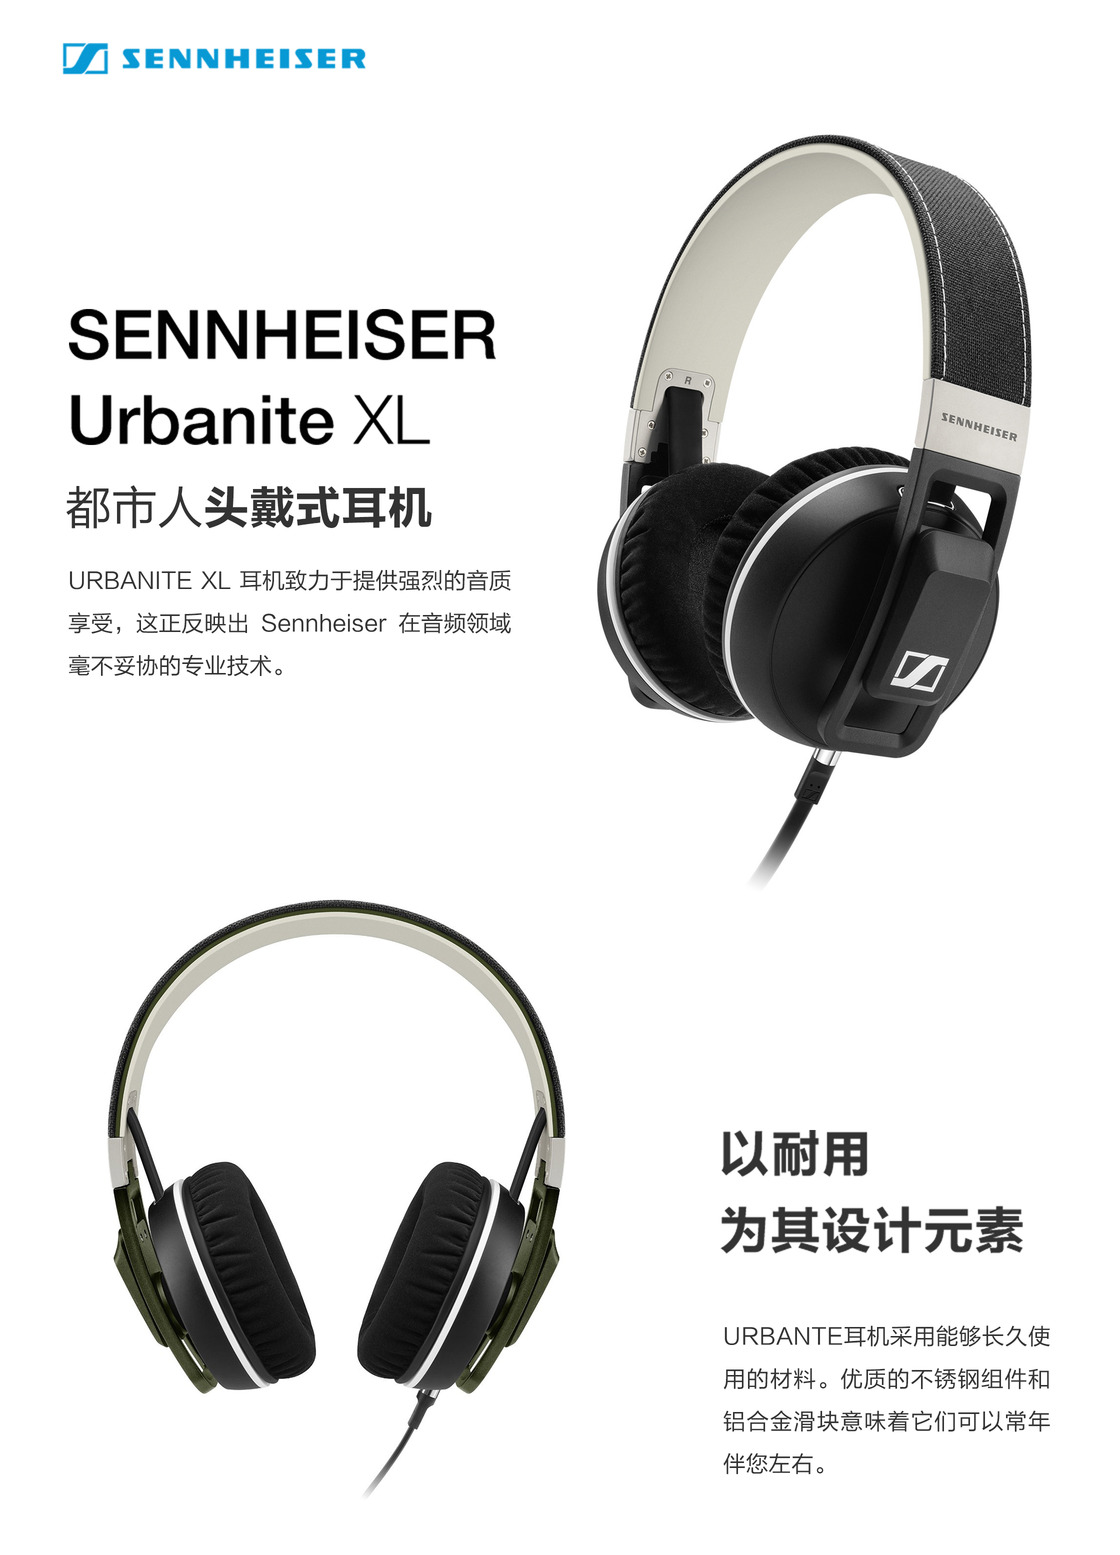 SENNHEISER
SENNHEISER
Urbanite XL
都市人头戴式耳机
URBANITE XL 耳机致力于提供强烈的音质
享受，这正反映出 Sennheiser 在音频领域
毫不妥协的专业技术。
R
SENNHEISER
以耐用
为其设计元素
URBANTE耳机采用能够长久使
用的材料。优质的不锈钢组件和
铝合金滑块意味着它们可以常年
伴您左右。